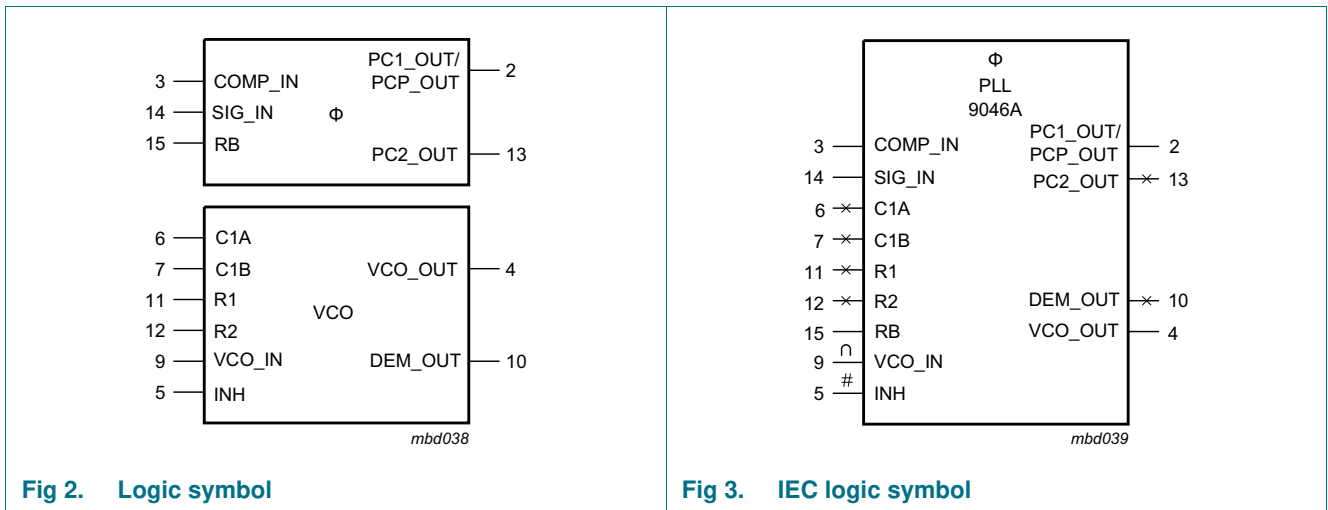 PC1_OUT/
3 COMP_IN PCP_OUT 2
14 SIG_IN Φ
15 RB
PC2_OUT 13
6 C1A
7 C1B VCO_OUT 4
11 R1
VCO
12 R2
9 VCO_IN DEM_OUT 10
5 INH
mbd038
Fig 2. Logic symbol
Φ
PLL
9046A
PC1_OUT/
3 COMP_IN PCP_OUT 2
14 SIG_IN PC2_OUT 13
6 C1A
7 C1B
11 R1
12 R2 DEM_OUT 10
15 RB VCO_OUT 4
9 ∩ VCO_IN
5 # INH
mbd039
Fig 3. IEC logic symbol